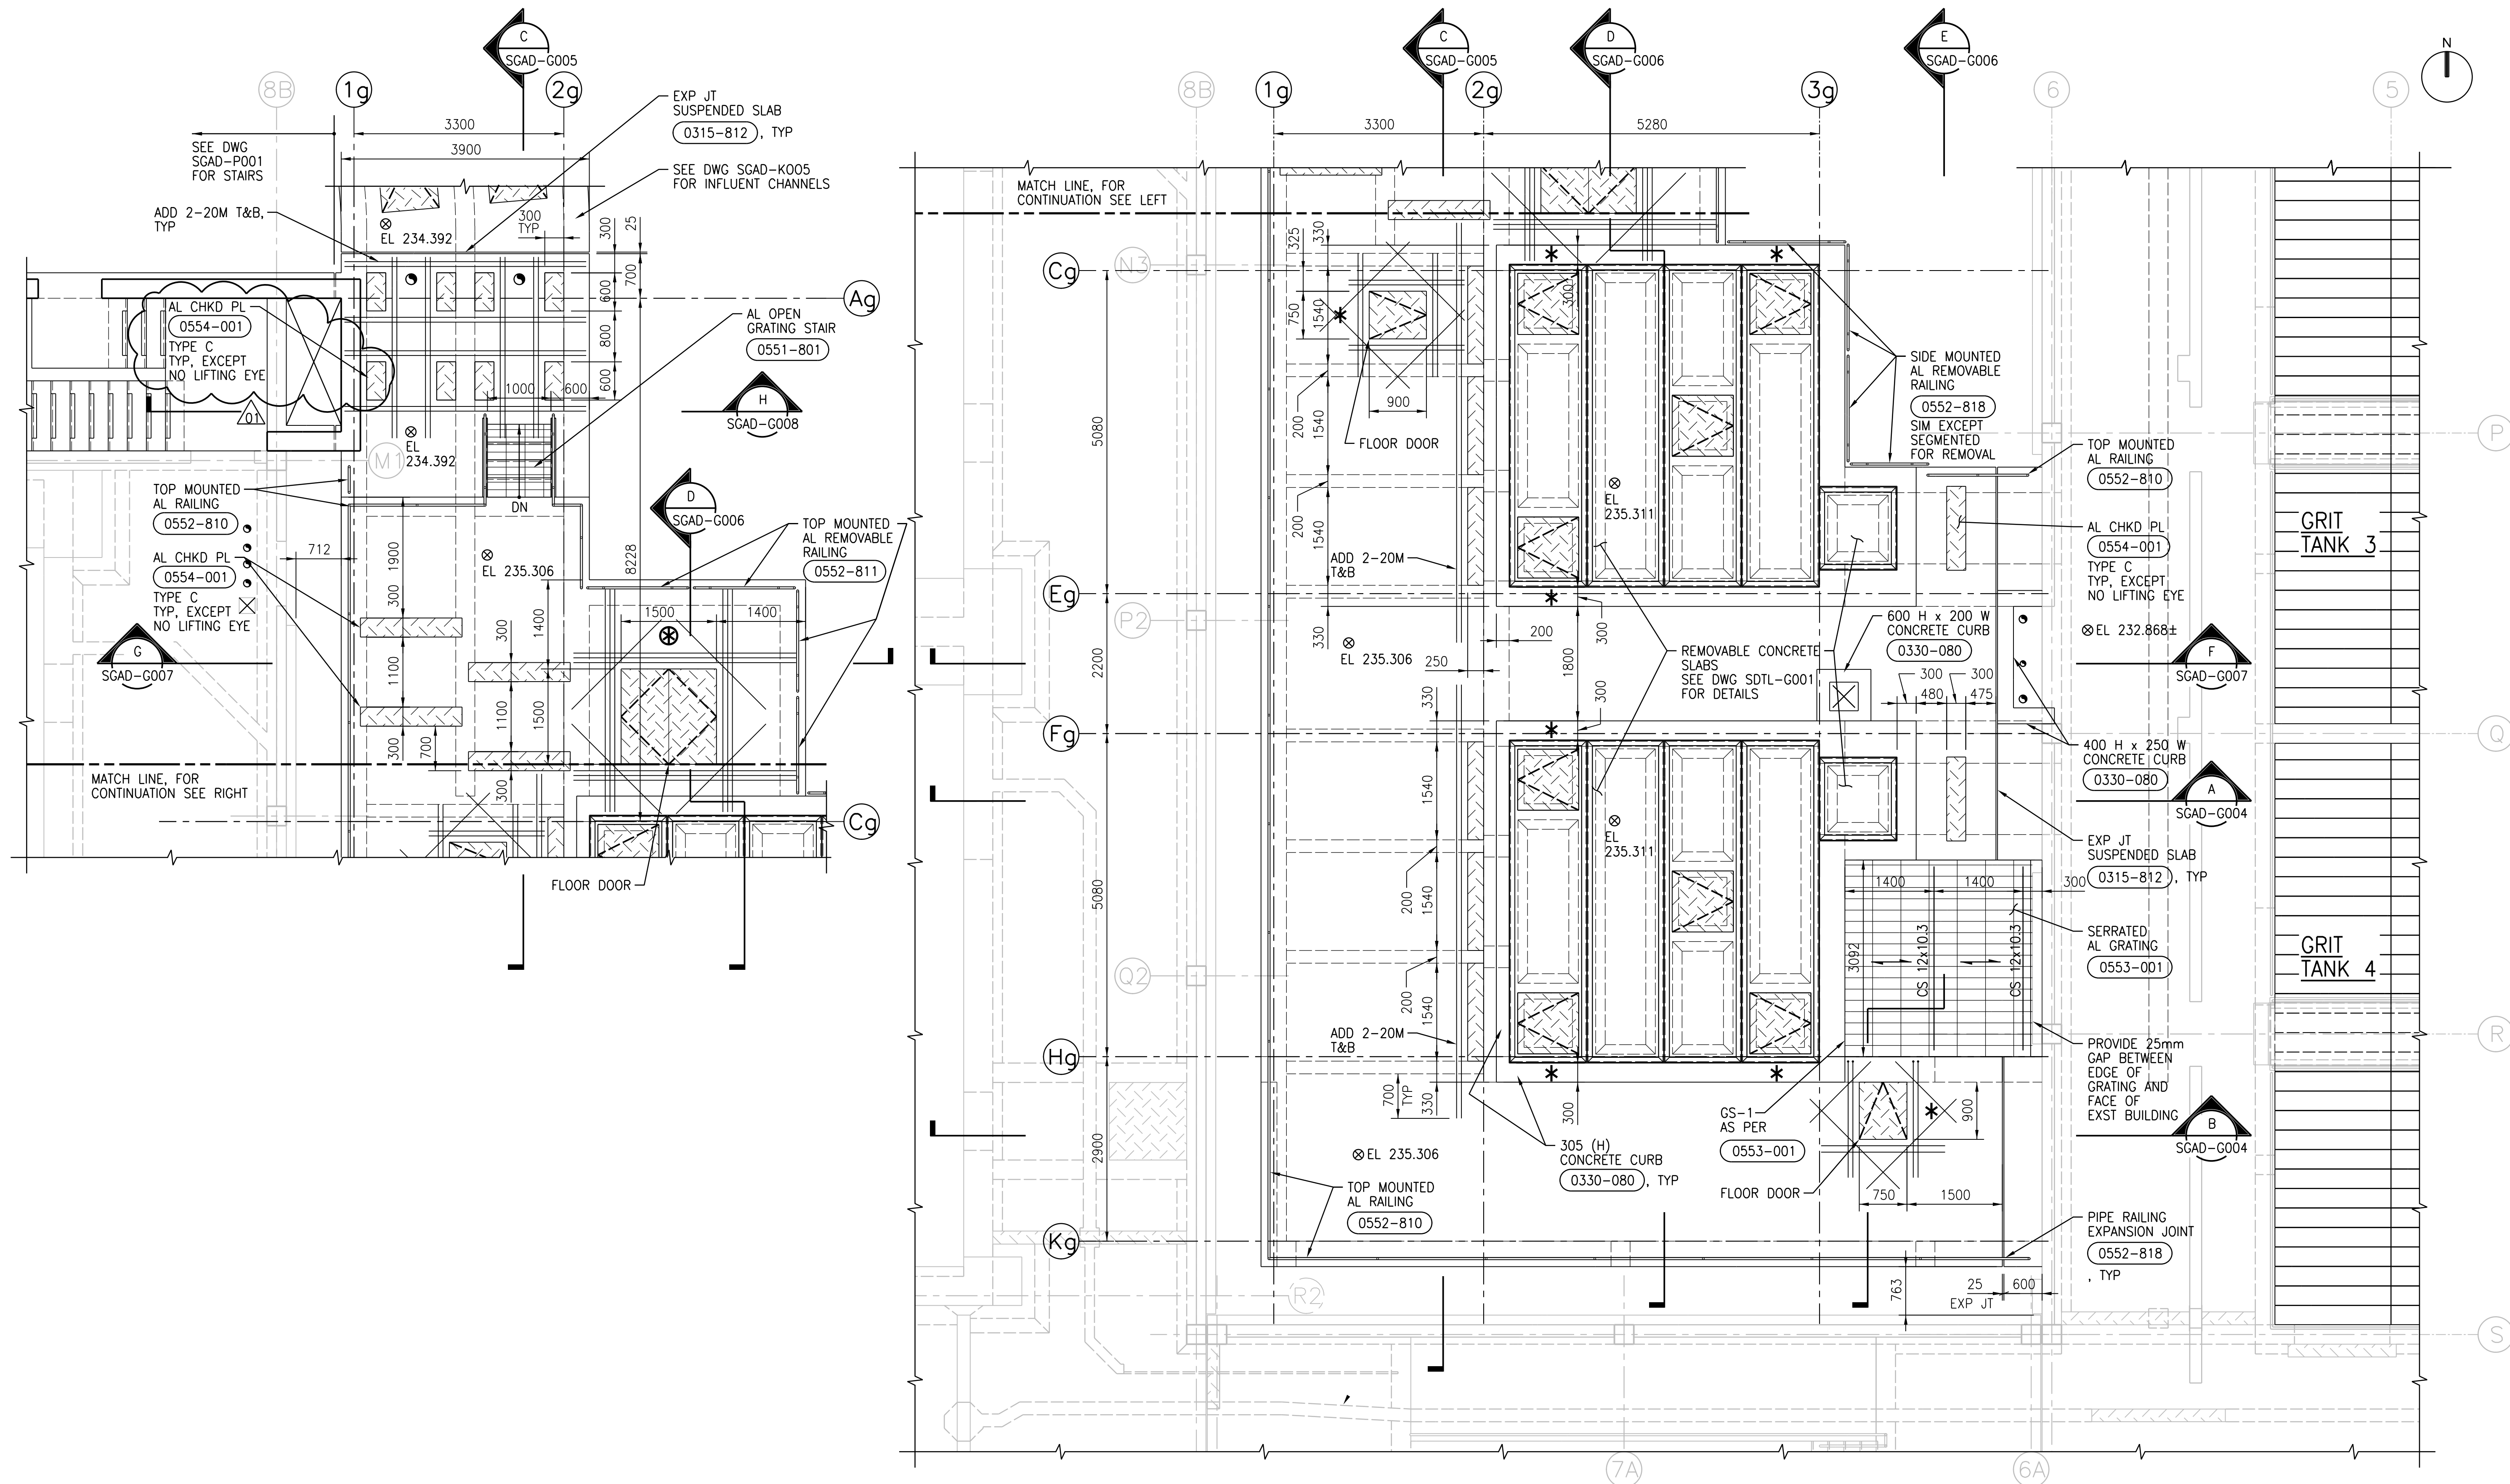 C
SGAD-G005
8B
1g
2g
3300
3900
EXP JT
SUSPENDED SLAB
0315-812, TYP
SEE DWG
SGAD-P001
FOR STAIRS
SEE DWG SGAD-K005
FOR INFLUENT CHANNELS
ADD 2-20M T&B,
TYP
EL 234.392
300
TYP
300
25
700
600
800
600
Ag
AL CHKD PL
0554-001
TYPE C
TYP, EXCEPT
NO LIFTING EYE
01
AL OPEN
GRATING STAIR
0551-801
1000
600
H
SGAD-G008
EL
234.392
M1
DN
TOP MOUNTED
AL RAILING
0552-810
D
SGAD-G006
TOP MOUNTED
AL REMOVABLE
RAILING
0552-811
712
1900
EL 235.306
8228
AL CHKD PL
0554-001
TYPE C
TYP, EXCEPT
NO LIFTING EYE
300
1400
1500
1400
300
G
SGAD-G007
1100
1100
1500
300
700
300
MATCH LINE, FOR
CONTINUATION SEE RIGHT
Cg
FLOOR DOOR
C
SGAD-G005
D
SGAD-G006
E
SGAD-G006
N
8B
1g
2g
3g
6
5
3300
5280
MATCH LINE, FOR
CONTINUATION SEE LEFT
325
330
Cg
N3
300
750
1540
900
FLOOR DOOR
SIDE MOUNTED
AL REMOVABLE
RAILING
0552-818
SIM EXCEPT
SEGMENTED
FOR REMOVAL
P
200
1540
5080
TOP MOUNTED
AL RAILING
0552-810
EL
235.311
200
1540
GRIT
TANK 3
AL CHKD PL
0554-001
TYPE C
TYP, EXCEPT
NO LIFTING EYE
ADD 2-20M
T&B
Eg
P2
330
200
300
600 H x 200 W
CONCRETE CURB
0330-080
EL 232.868±
EL 235.306
250
1800
REMOVABLE CONCRETE
SLABS
SEE DWG SDTL-G001
FOR DETAILS
F
SGAD-G007
2200
300
300
300
480
475
330
Fg
Q
400 H x 250 W
CONCRETE CURB
0330-080
1540
A
SGAD-G004
EL
235.311
EXP JT
SUSPENDED SLAB
0315-812, TYP
200
1540
5080
1400
1400
300
SERRATED
AL GRATING
0553-001
GRIT
TANK 4
3092
CS 12x10.3
CS 12x10.3
Q2
200
1540
ADD 2-20M
T&B
R
Hg
PROVIDE 25mm
GAP BETWEEN
EDGE OF
GRATING AND
FACE OF
EXST BUILDING
700
TYP
330
300
GS-1
AS PER
0553-001
900
B
SGAD-G004
2900
EL 235.306
305 (H)
CONCRETE CURB
0330-080, TYP
TOP MOUNTED
AL RAILING
0552-810
FLOOR DOOR
750
1500
PIPE RAILING
EXPANSION JOINT
0552-818
, TYP
Kg
R2
763
25
600
EXP JT
S
7A
6A